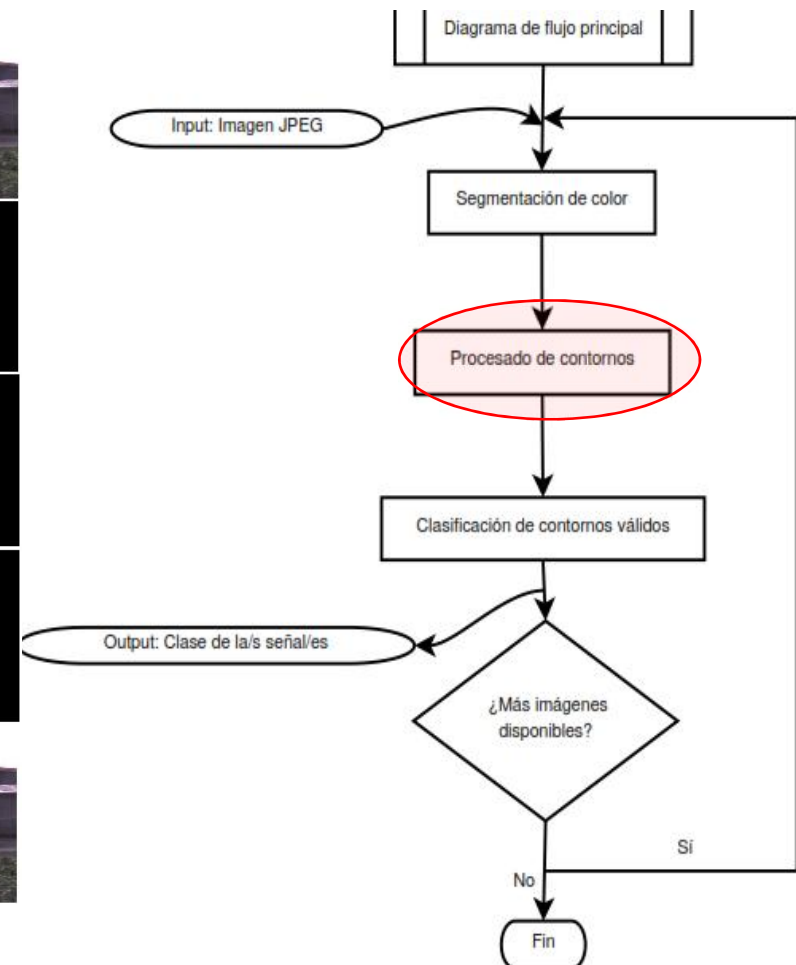 Diagrama de flujo principal
Input: Imagen JPEG
Segmentación de color
Procesado de contornos
Clasificación de contornos válidos
Output: Clase de la/s señal/es
¿Más imágenes
disponibles?
Sí
No
Fin